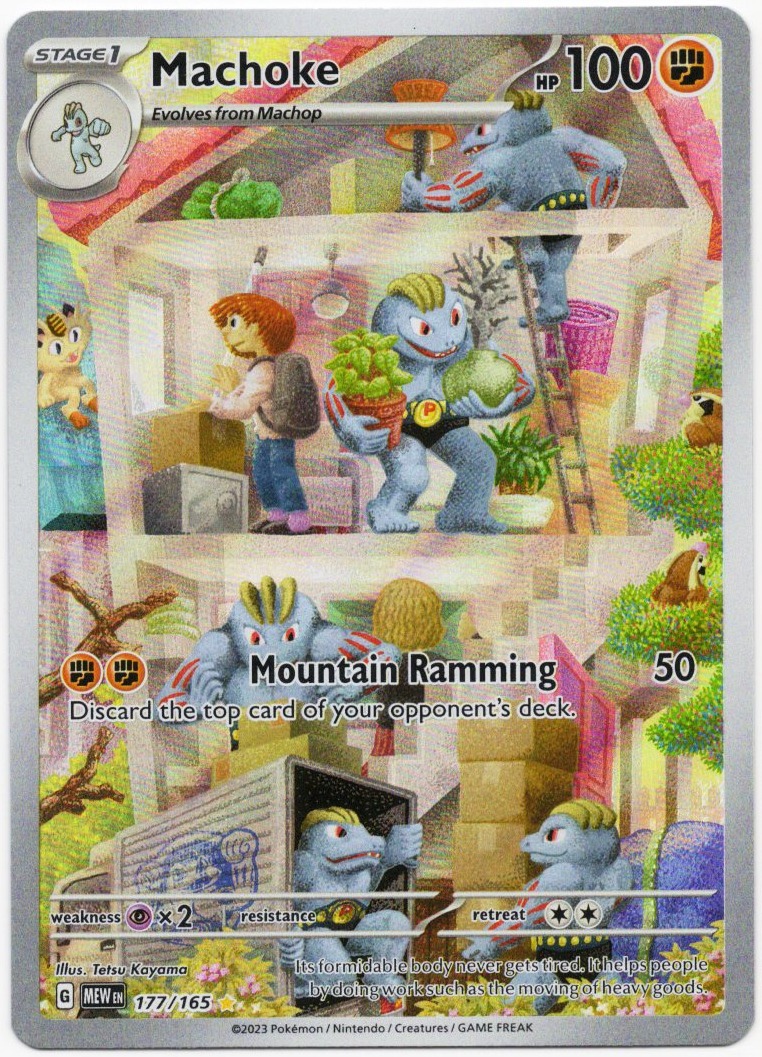 STAGE 1
Machoke
HP 100
Evolves from Machop
P
Mountain Ramming 50
Discard the top card of your opponent's deck.
weakness ×2 resistance retreat
Illus. Tetsu Kayama
Its formidable body never gets tired. It helps people
by doing work such as the moving of heavy goods.
G MEW EN 177/165
©2023 Pokémon / Nintendo / Creatures / GAME FREAK